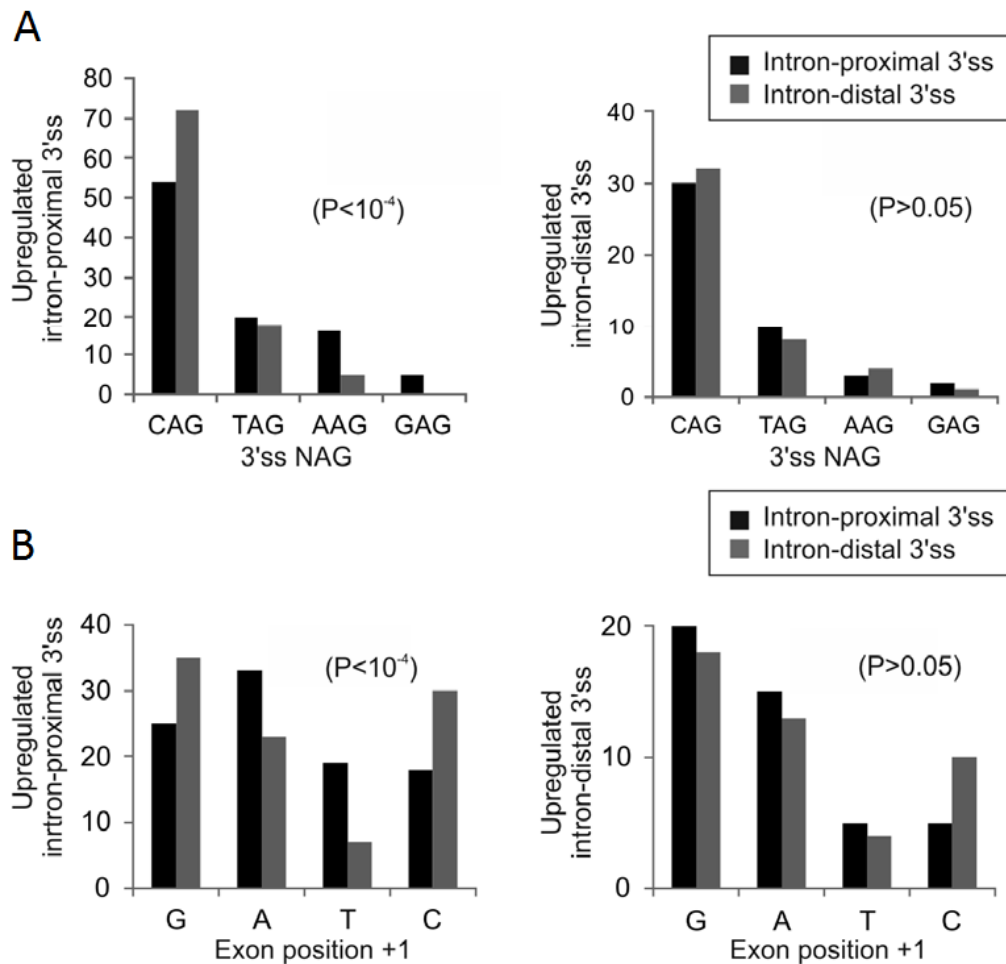 A
Intron-proximal 3'ss
Intron-distal 3'ss
Upregulated
irtron-proximal 3'ss
80
70
60
50
40
30
20
10
0
(P<10⁻⁴)
CAG TAG AAG GAG
3'ss NAG
Upregulated
intron-distal 3'ss
40
30
20
10
0
(P>0.05)
CAG TAG AAG GAG
3'ss NAG
B
Intron-proximal 3'ss
Intron-distal 3'ss
Upregulated
inrtron-proximal 3'ss
40
30
20
10
0
(P<10⁻⁴)
G A T C
Exon position +1
Upregulated
intron-distal 3'ss
20
10
0
(P>0.05)
G A T C
Exon position +1